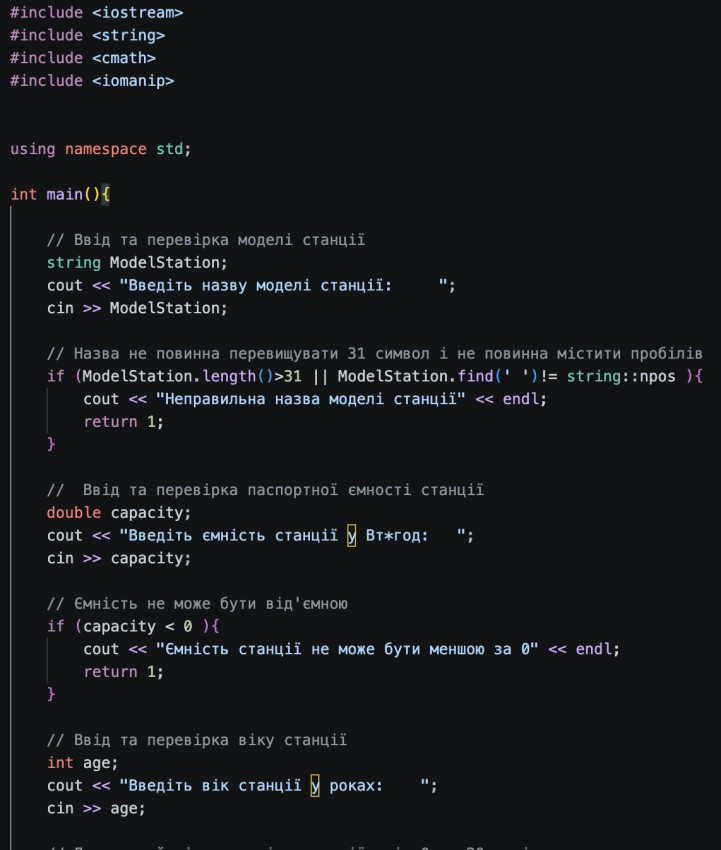 #include <iostream>
#include <string>
#include <cmath>
#include <iomanip>
using namespace std;
int main(){
// Ввід та перевірка моделі станції
string ModelStation;
cout << "Введіть назву моделі станції:     ";
cin >> ModelStation;
// Назва не повинна перевищувати 31 символ і не повинна містити пробілів
if (ModelStation.length()>31 || ModelStation.find(' ')!= string::npos ){
cout << "Неправильна назва моделі станції" << endl;
return 1;
}
//  Ввід та перевірка паспортної ємності станції
double capacity;
cout << "Введіть ємність станції у Вт*год:   ";
cin >> capacity;
// Ємність не може бути від'ємною
if (capacity < 0 ){
cout << "Ємність станції не може бути меншою за 0" << endl;
return 1;
}
// Ввід та перевірка віку станції
int age;
cout << "Введіть вік станції у роках:    ";
cin >> age;